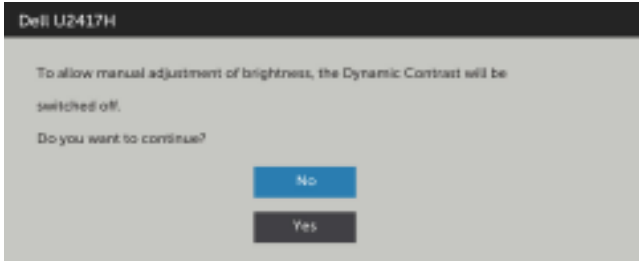 Dell U2417H
To allow manual adjustment of brightness, the Dynamic Contrast will be
switched off.
Do you want to continue?
No
Yes